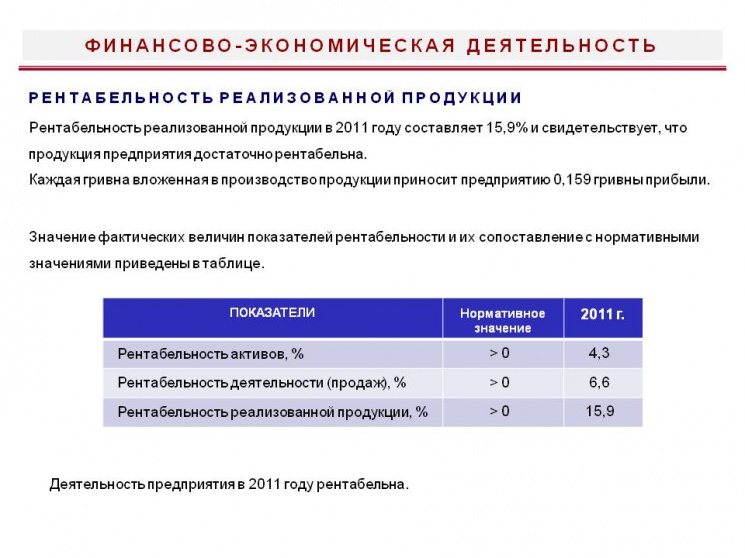 ФИНАНСОВО-ЭКОНОМИЧЕСКАЯ ДЕЯТЕЛЬНОСТЬ
РЕНТАБЕЛЬНОСТЬ РЕАЛИЗОВАННОЙ ПРОДУКЦИИ
Рентабельность реализованной продукции в 2011 году составляет 15,9% и свидетельствует, что
продукция предприятия достаточно рентабельна.
Каждая гривна вложенная в производство продукции приносит предприятию 0,159 гривны прибыли.
Значение фактических величин показателей рентабельности и их сопоставление с нормативными
значениями приведены в таблице.
ПОКАЗАТЕЛИ Нормативное значение 2011 г.
Рентабельность активов, % > 0 4,3
Рентабельность деятельности (продаж), % > 0 6,6
Рентабельность реализованной продукции, % > 0 15,9
Деятельность предприятия в 2011 году рентабельна.